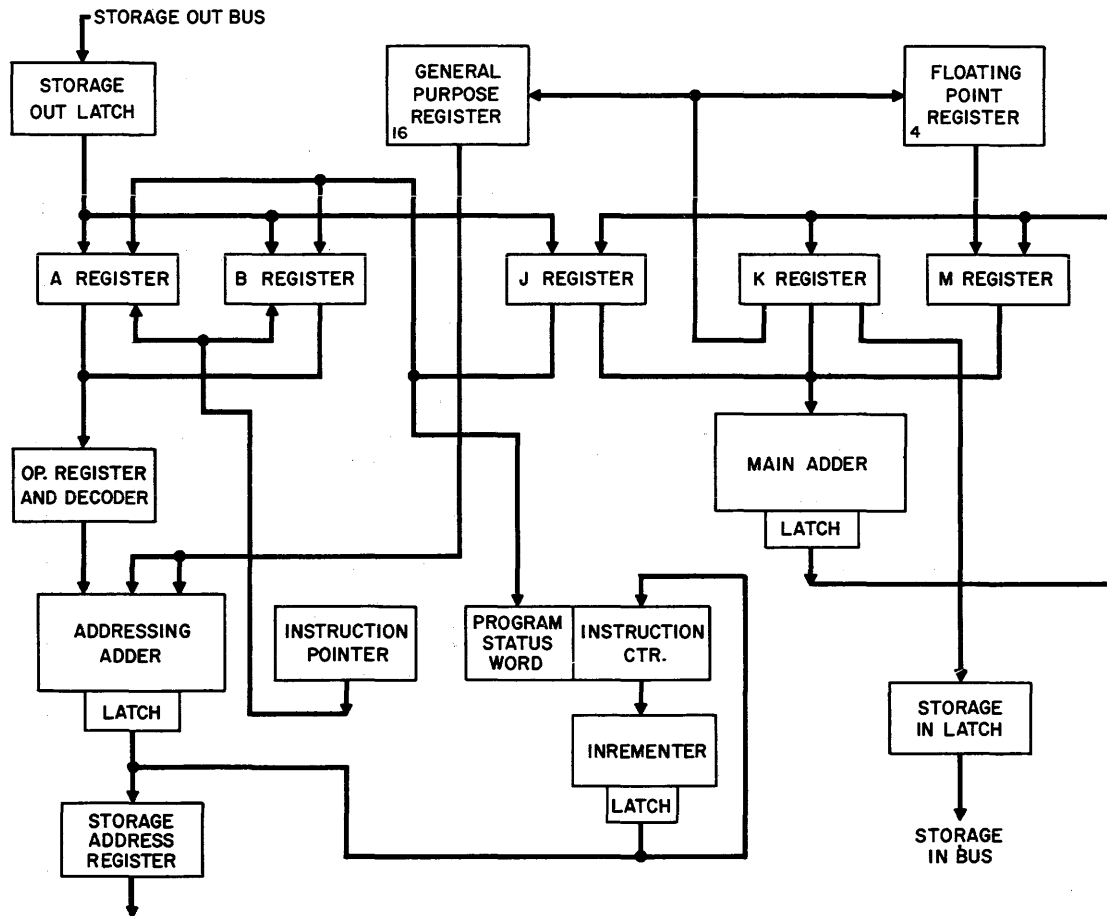 STORAGE OUT BUS
STORAGE
OUT LATCH
GENERAL
PURPOSE
REGISTER
16
FLOATING
POINT
REGISTER
4
A REGISTER
B REGISTER
J REGISTER
K REGISTER
M REGISTER
OP. REGISTER
AND DECODER
MAIN ADDER
LATCH
ADDRESSING
ADDER
LATCH
INSTRUCTION
POINTER
PROGRAM
STATUS
WORD
INSTRUCTION
CTR.
INREMENTER
LATCH
STORAGE
IN LATCH
STORAGE
ADDRESS
REGISTER
STORAGE
IN BUS